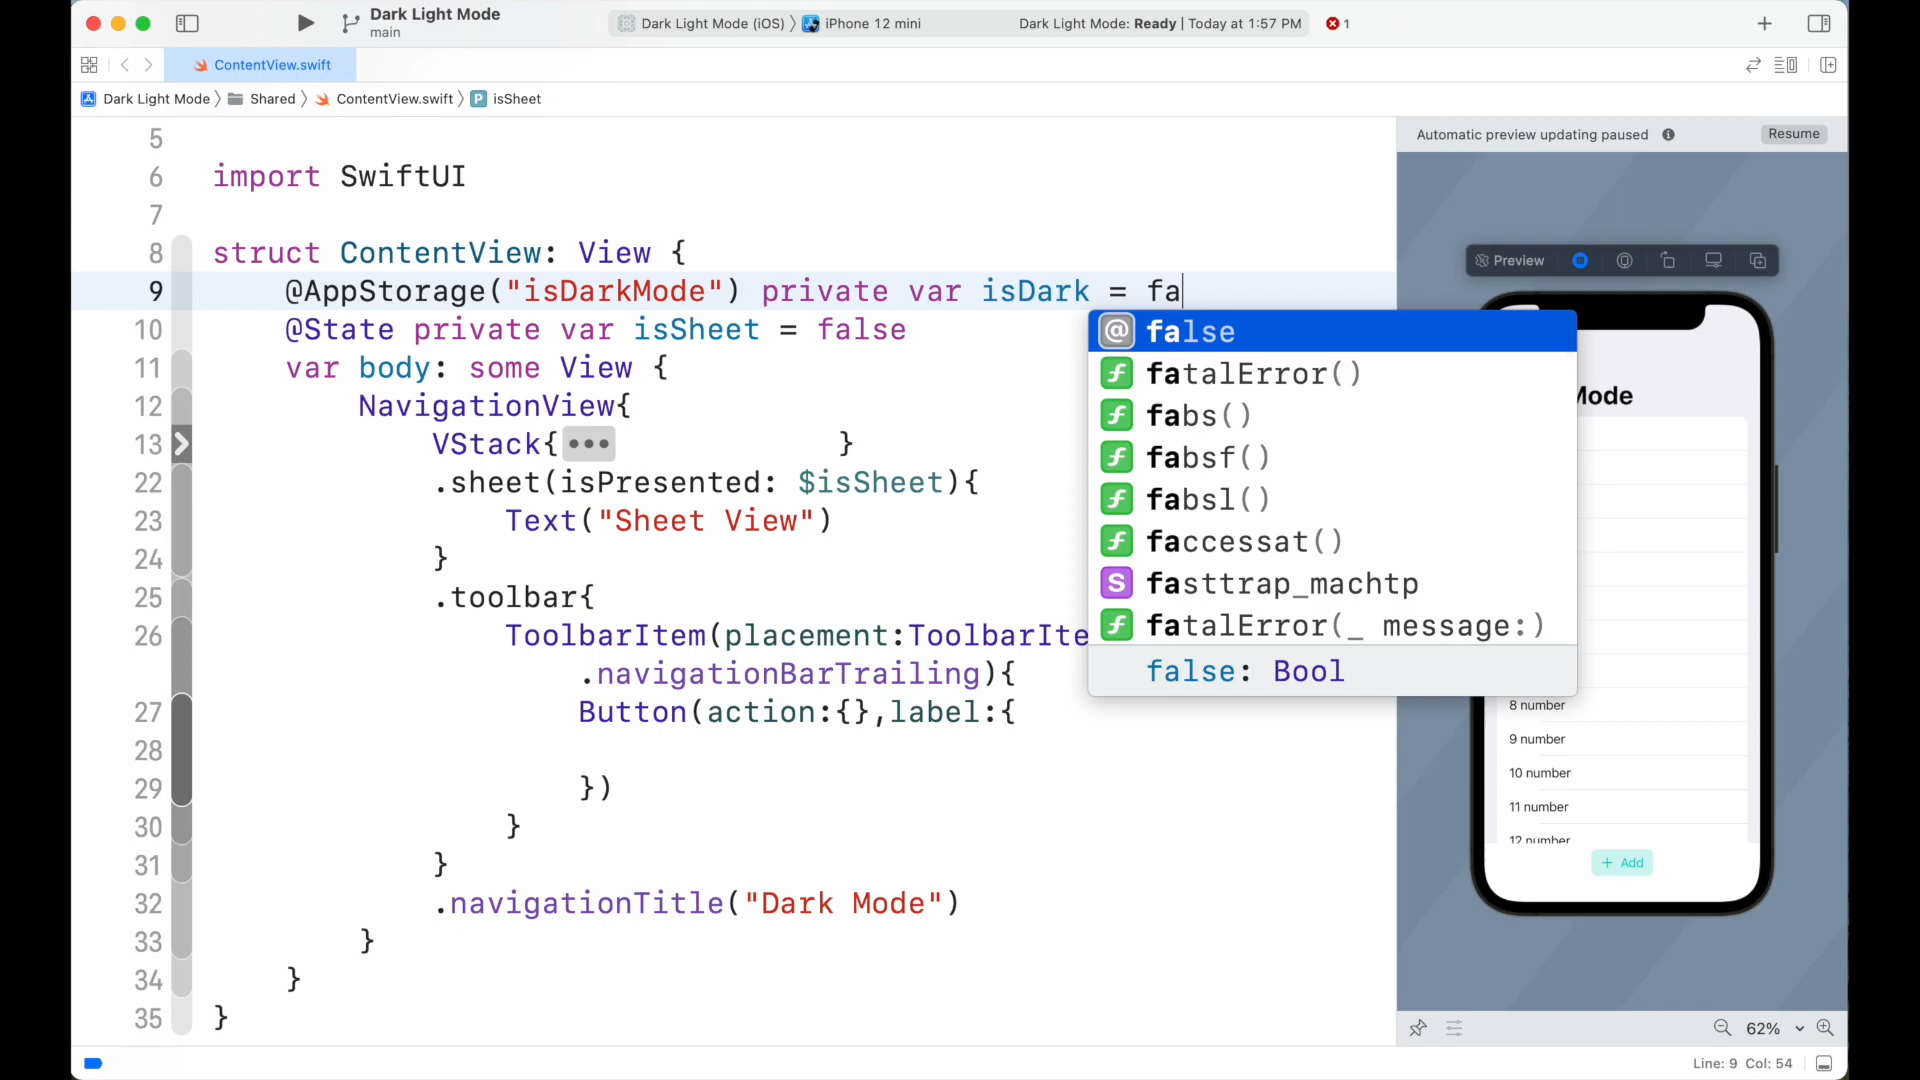 Dark Light Mode
main
Dark Light Mode (iOS) 〉 iPhone 12 mini
Dark Light Mode: Ready | Today at 1:57 PM
1
ContentView.swift
Dark Light Mode 〉 Shared 〉 ContentView.swift 〉 P isSheet
5
6 import SwiftUI
7
8 struct ContentView: View {
9 @AppStorage("isDarkMode") private var isDark = fa
10 @State private var isSheet = false
11 var body: some View {
12 NavigationView{
13 VStack{••• }
22 .sheet(isPresented: $isSheet){
23 Text("Sheet View")
24 }
25 .toolbar{
26 ToolbarItem(placement:ToolbarIte
.navigationBarTrailing){
27 Button(action:{},label:{
28
29 })
30 }
31 }
32 .navigationTitle("Dark Mode")
33 }
34 }
35 }
@ false
f fatalError()
f fabs()
f fabsf()
f fabsl()
f faccessat()
S fasttrap_machtp
f fatalError(_ message:)
false: Bool
Automatic preview updating paused
Resume
Preview
Mode
8 number
9 number
10 number
11 number
12 number
+ Add
62%
Line: 9 Col: 54